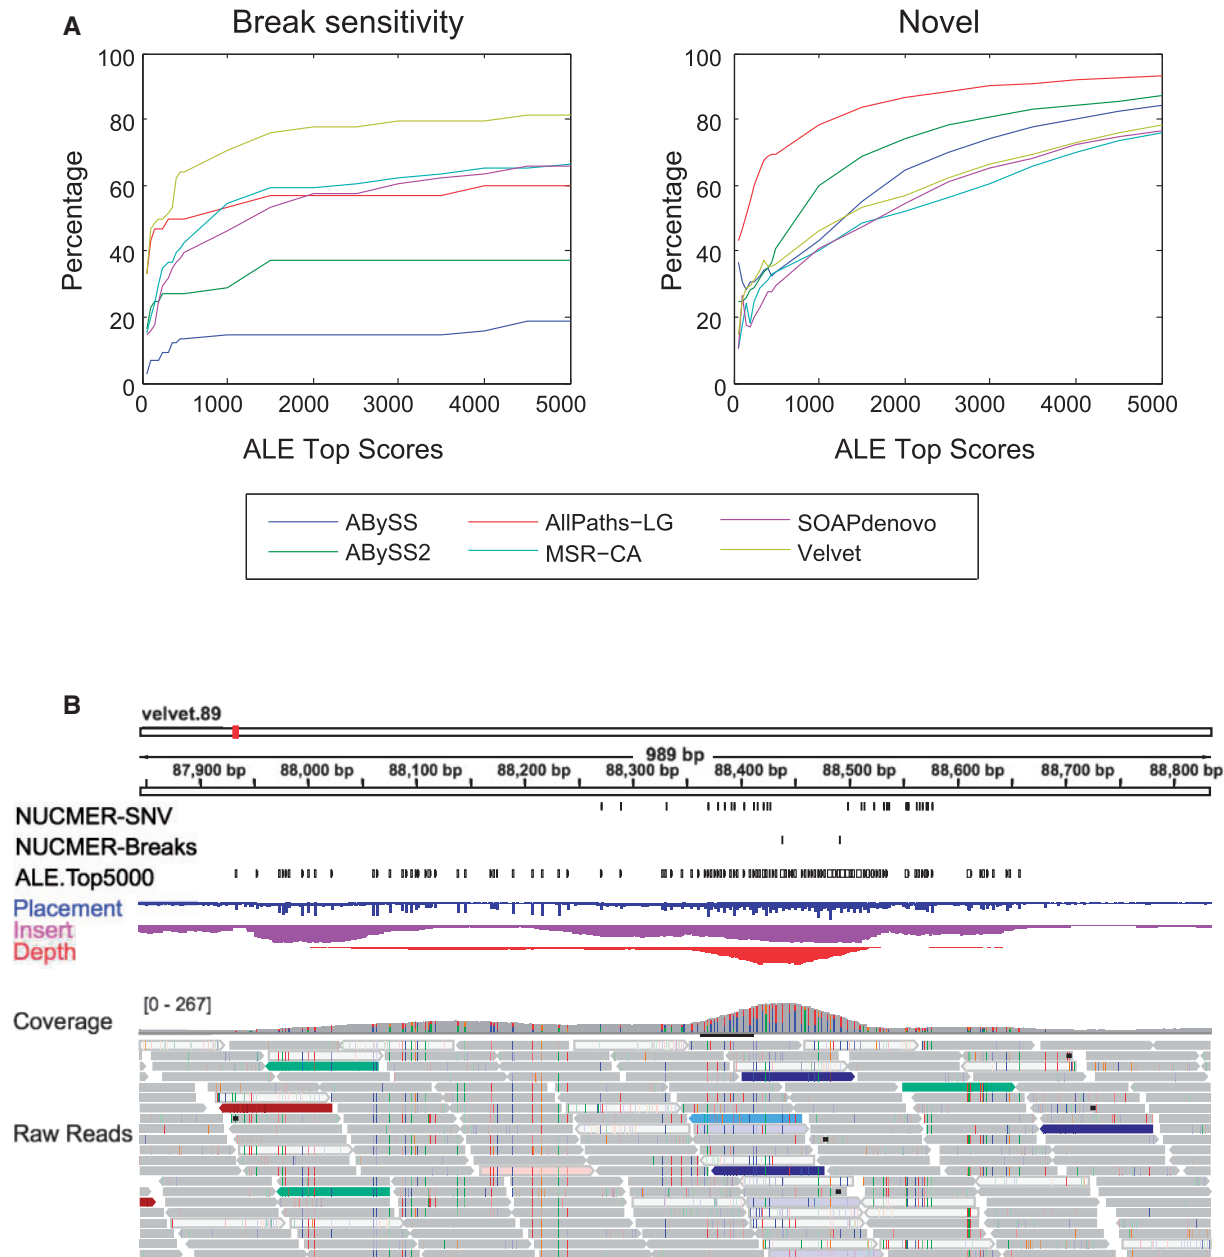 A
Break sensitivity
Novel
100
80
60
40
20
0
Percentage
0 1000 2000 3000 4000 5000
ALE Top Scores
100
80
60
40
20
0
Percentage
0 1000 2000 3000 4000 5000
ALE Top Scores
ABySS
AllPaths−LG
SOAPdenovo
ABySS2
MSR−CA
Velvet
B
velvet.89
989 bp
87,900 bp 88,000 bp 88,100 bp 88,200 bp 88,300 bp 88,400 bp 88,500 bp 88,600 bp 88,700 bp 88,800 bp
NUCMER-SNV
NUCMER-Breaks
ALE.Top5000
Placement
Insert
Depth
[0 - 267]
Coverage
Raw Reads